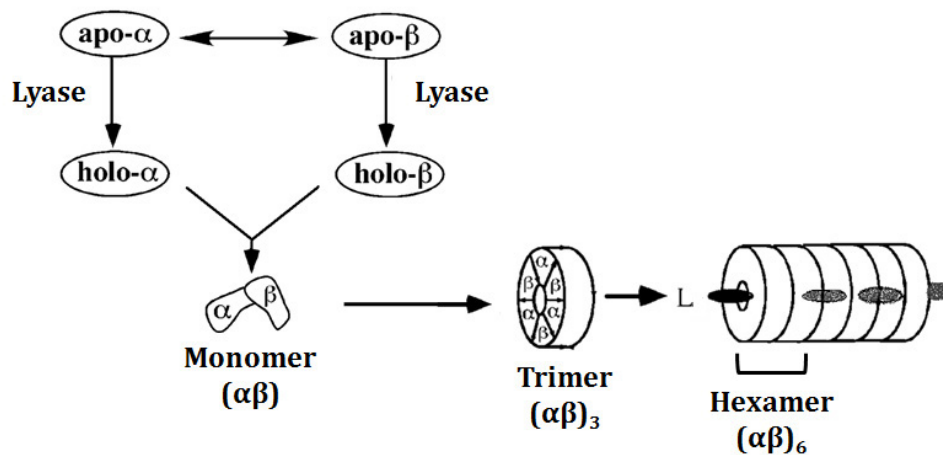 apo-α
apo-β
Lyase
Lyase
holo-α
holo-β
α
β
Monomer
(αβ)
α
β
β
α
α
β
Trimer
(αβ)3
L
Hexamer
(αβ)6